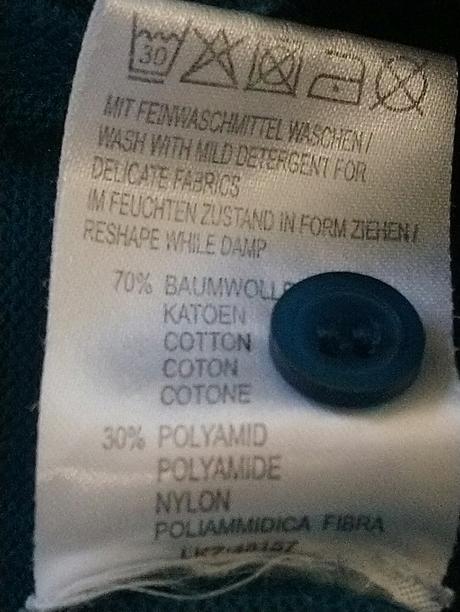 30
MIT FEINWASCHMITTEL WASCHEN /
WASH WITH MILD DETERGENT FOR
DELICATE FABRICS
IM FEUCHTEN ZUSTAND IN FORM ZIEHEN /
RESHAPE WHILE DAMP
70% BAUMWOLLE
KATOEN
COTTON
COTON
COTONE
30% POLYAMID
POLYAMIDE
NYLON
POLIAMMIDICA FIBRA